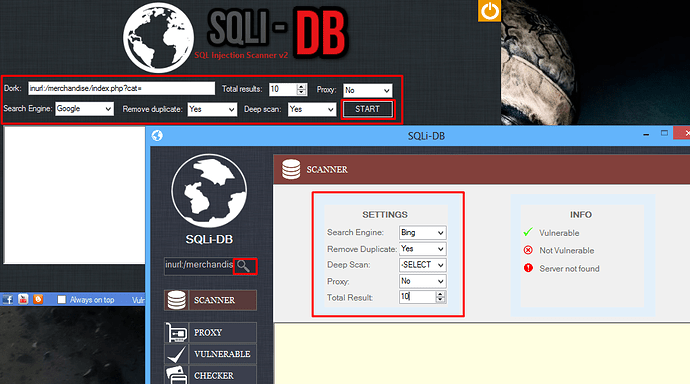 SQLI - DB
SQL Injection Scanner v2
Dork: inurl:/merchandise/index.php?cat= Total results: 10 Proxy: No
Search Engine: Google Remove duplicate: Yes Deep scan: Yes START
SQLi-DB
SCANNER
SQLi-DB
inurl:/merchandis
SCANNER
PROXY
VULNERABLE
CHECKER
SETTINGS
Search Engine: Bing
Remove Duplicate: Yes
Deep Scan: -SELECT
Proxy: No
Total Result: 10
INFO
Vulnerable
Not Vulnerable
Server not found
Always on top